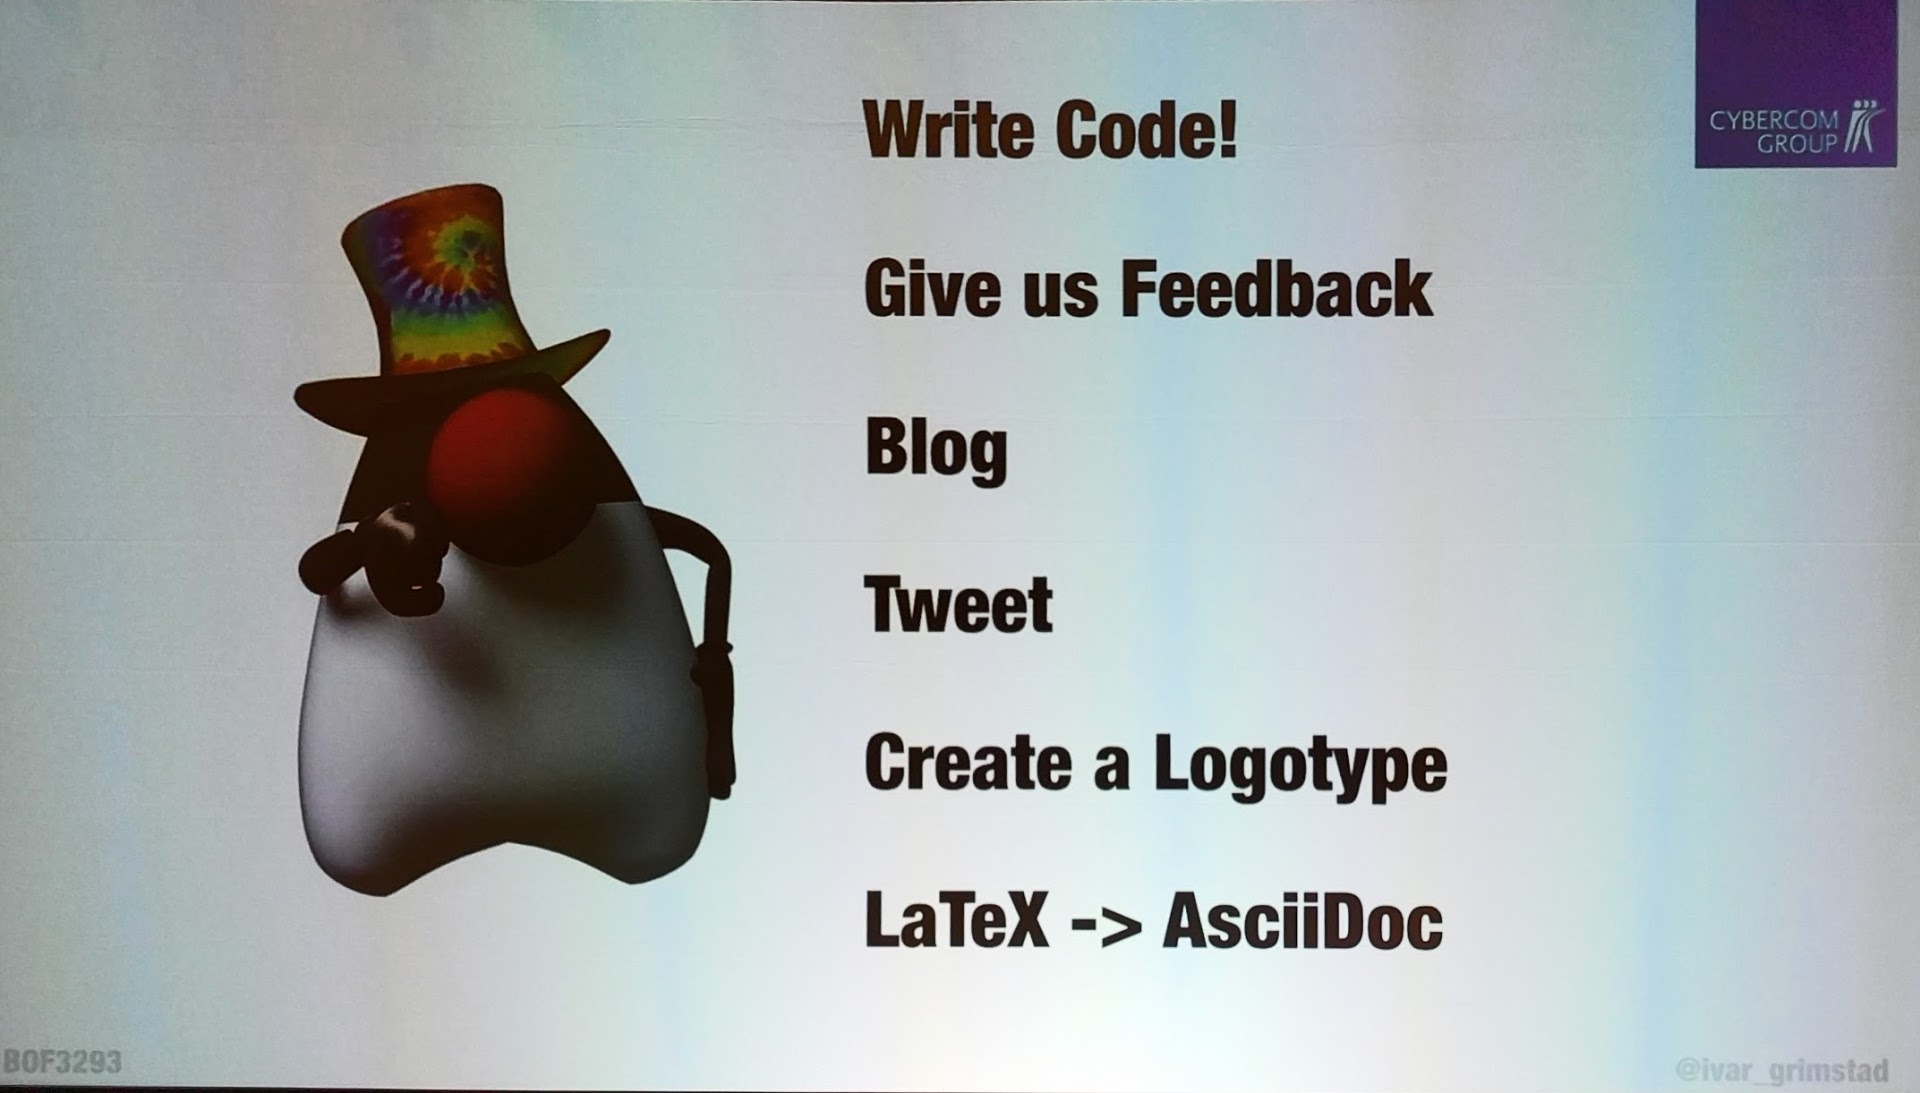 CYBERCOM
GROUP
Write Code!
Give us Feedback
Blog
Tweet
Create a Logotype
LaTeX -> AsciiDoc
BOF3293
@ivar_grimstad